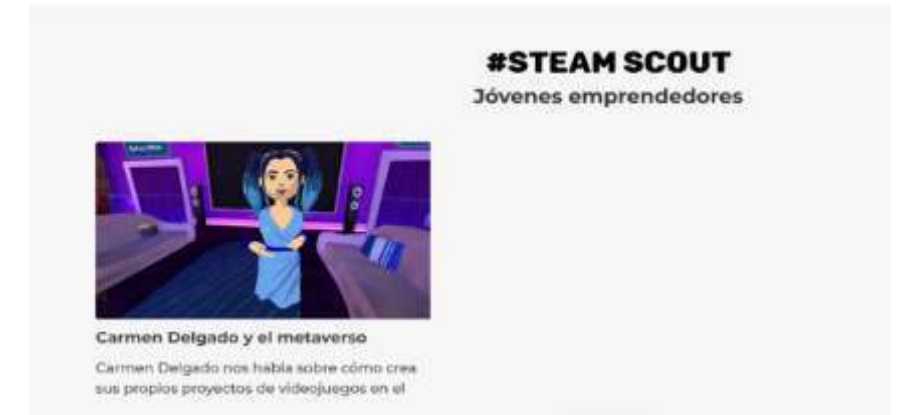 #STEAM SCOUT
Jóvenes emprendedores
Carmen Delgado y el metaverso
Carmen Delgado nos habla sobre cómo crea
sus propios proyectos de videojuegos en el